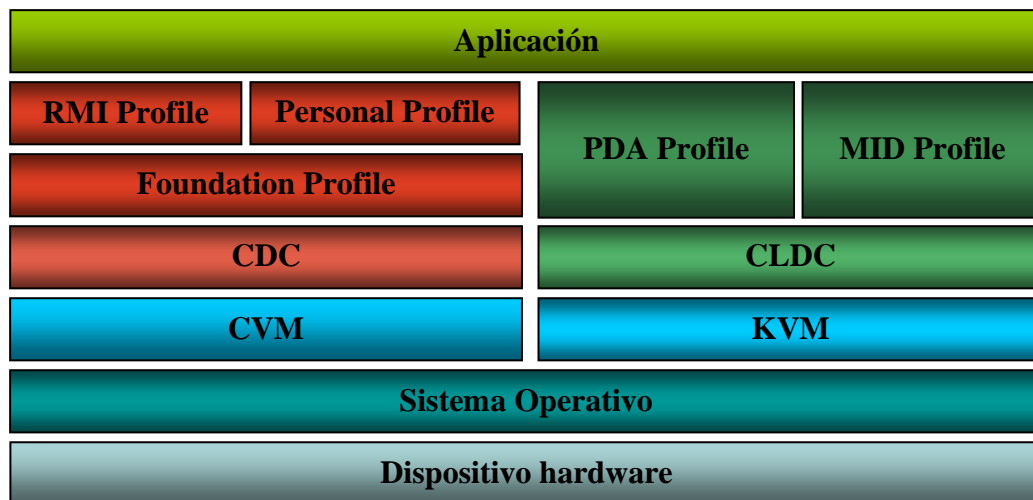 Aplicación
RMI Profile
Personal Profile
PDA Profile
MID Profile
Foundation Profile
CDC
CLDC
CVM
KVM
Sistema Operativo
Dispositivo hardware